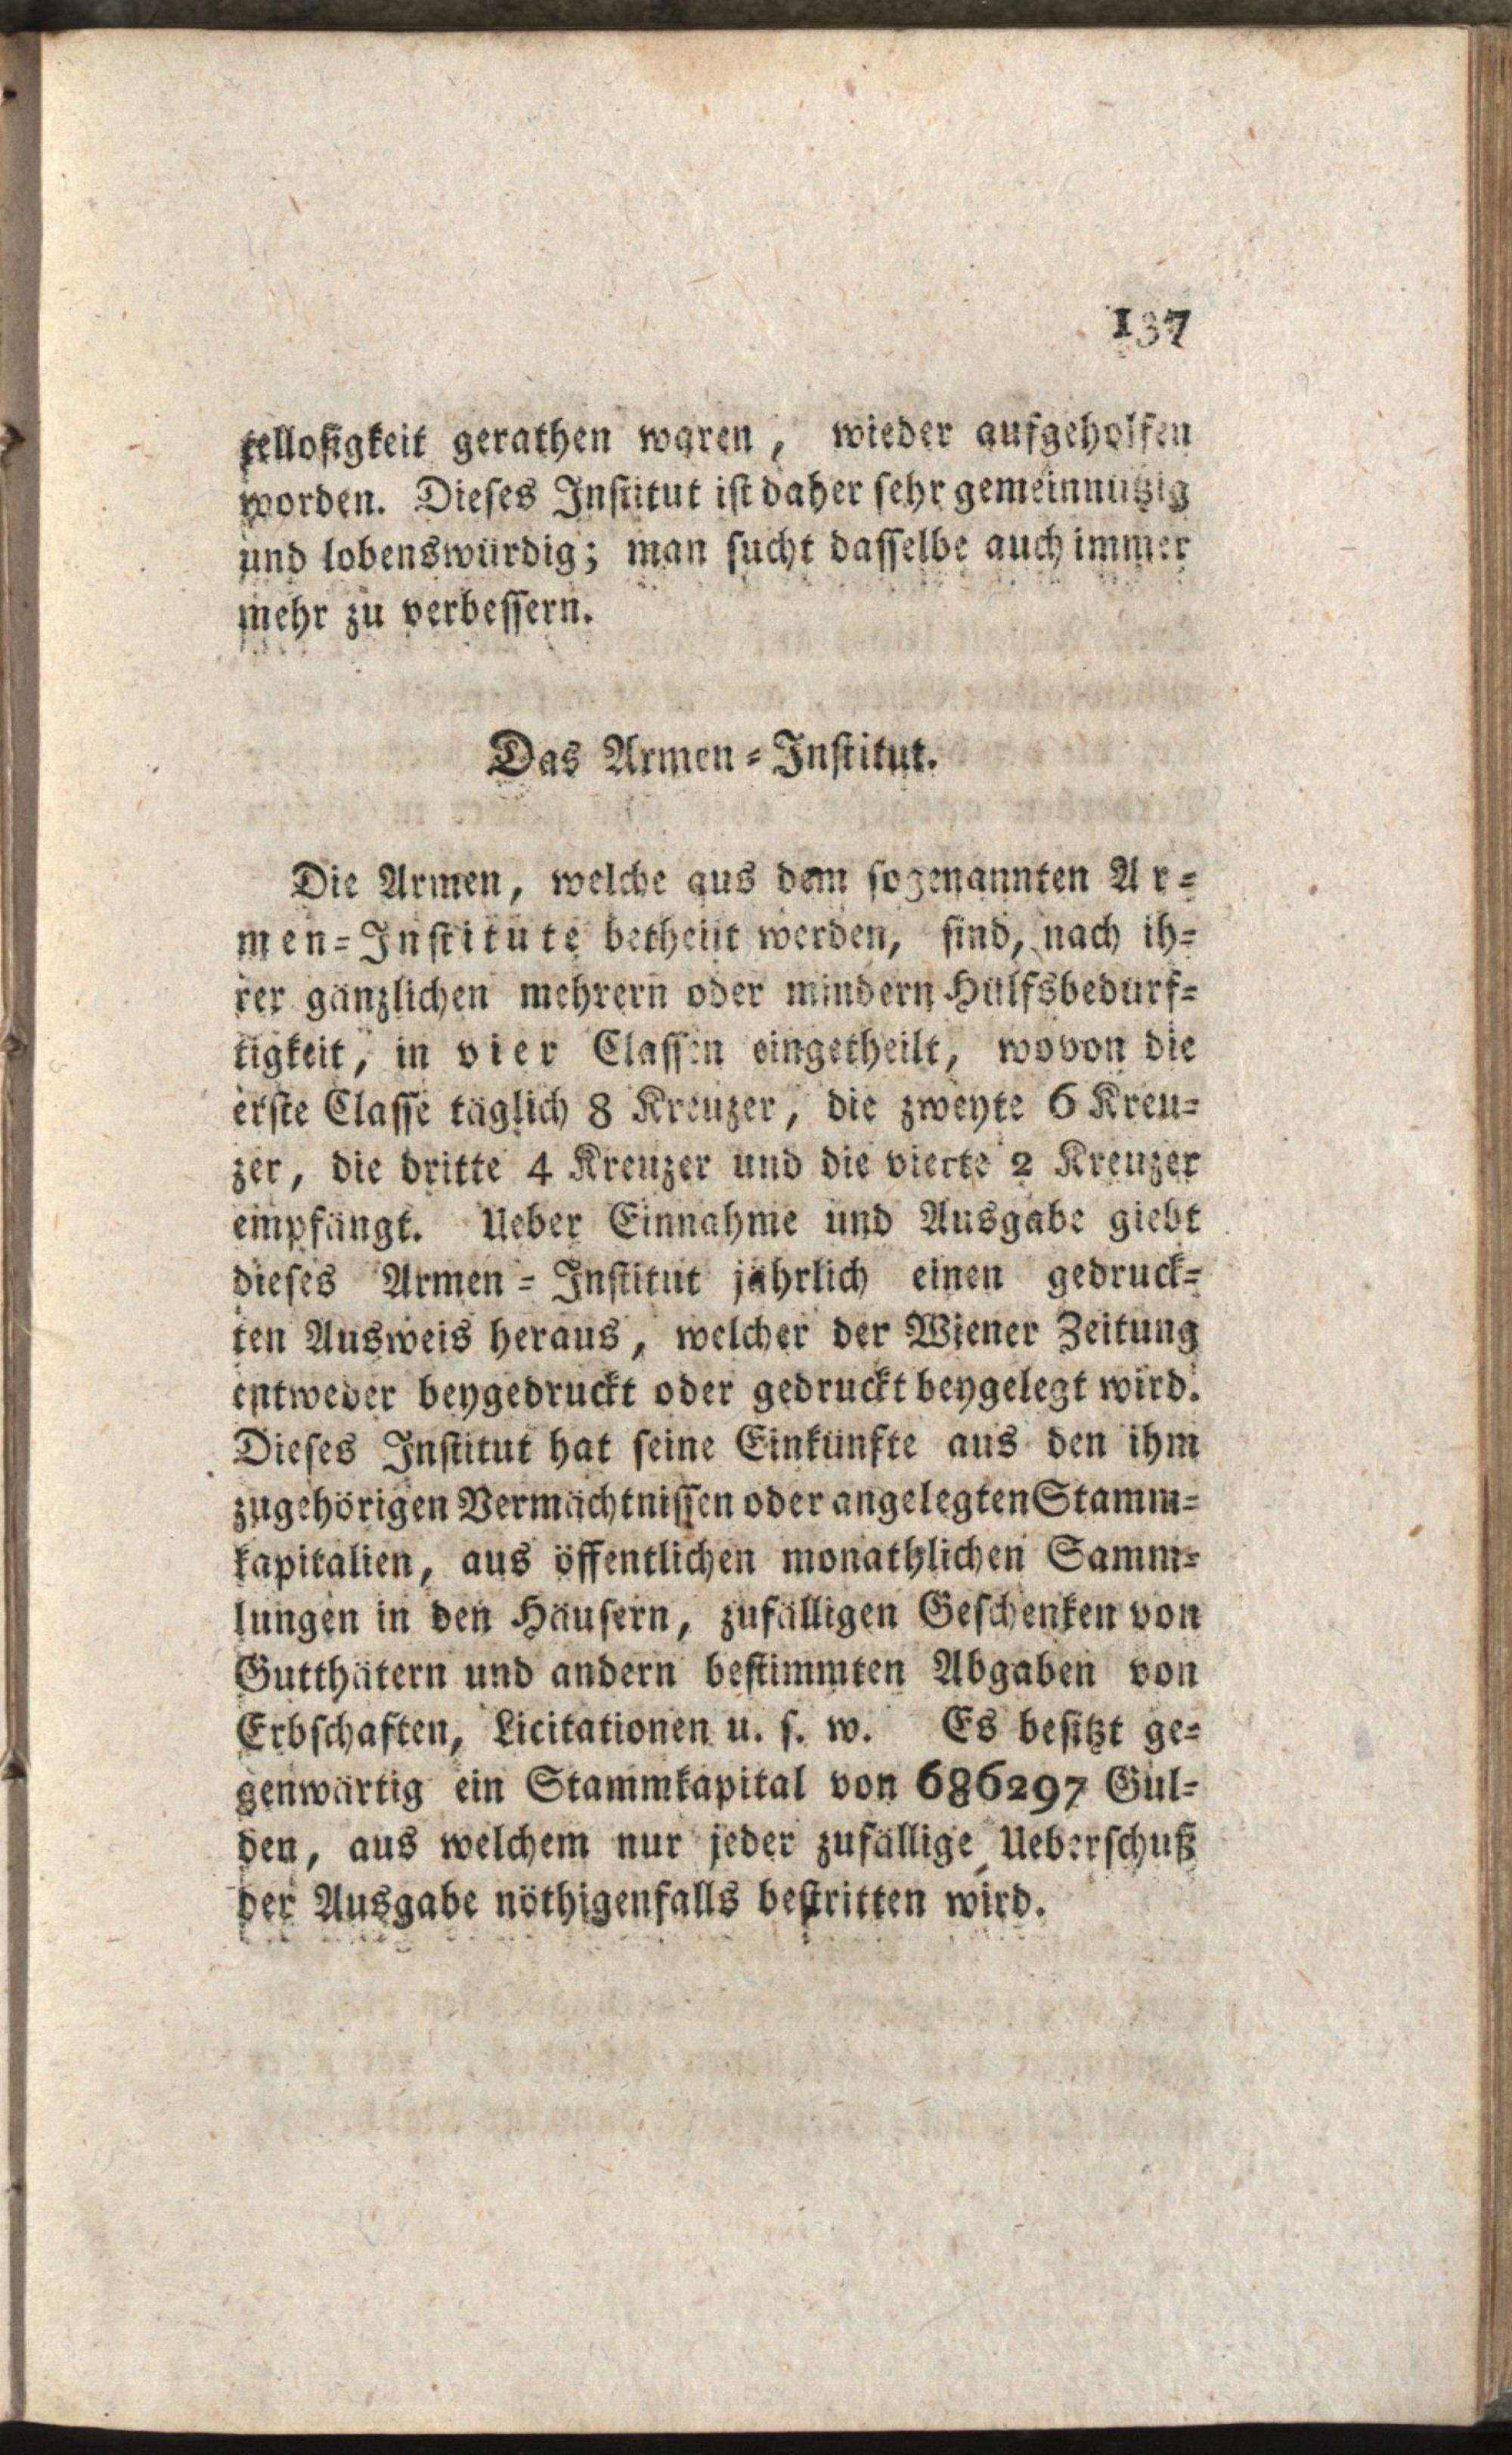 137
tellosigkeit gerathen waren, wieder aufgeholfen
worden. Dieses Institut ist daher sehr gemeinnützig
und lobenswürdig; man sucht dasselbe auch immer
mehr zu verbessern.
Das Armen-Institut.
Die Armen, welche aus dem sogenannten Ar-
men-Institute betheilt werden, sind, nach ih-
rer gänzlichen mehrern oder mindern Hülfsbedürf-
tigkeit, in vier Classen eingetheilt, wovon die
erste Classe täglich 8 Kreuzer, die zweyte 6 Kreu-
zer, die dritte 4 Kreuzer und die vierte 2 Kreuzer
empfängt. Ueber Einnahme und Ausgabe giebt
dieses Armen-Institut jährlich einen gedruck-
ten Ausweis heraus, welcher der Wiener Zeitung
entweder beygedruckt oder gedruckt beygelegt wird.
Dieses Institut hat seine Einkünfte aus den ihm
zugehörigen Vermächtnissen oder angelegten Stamm-
kapitalien, aus öffentlichen monathlichen Samm-
lungen in den Häusern, zufälligen Geschenken von
Gutthätern und andern bestimmten Abgaben von
Erbschaften, Licitationen u. s. w. Es besitzt ge-
genwärtig ein Stammkapital von 686297 Gul-
den, aus welchem nur jeder zufällige Ueberschuß
der Ausgabe nöthigenfalls bestritten wird.